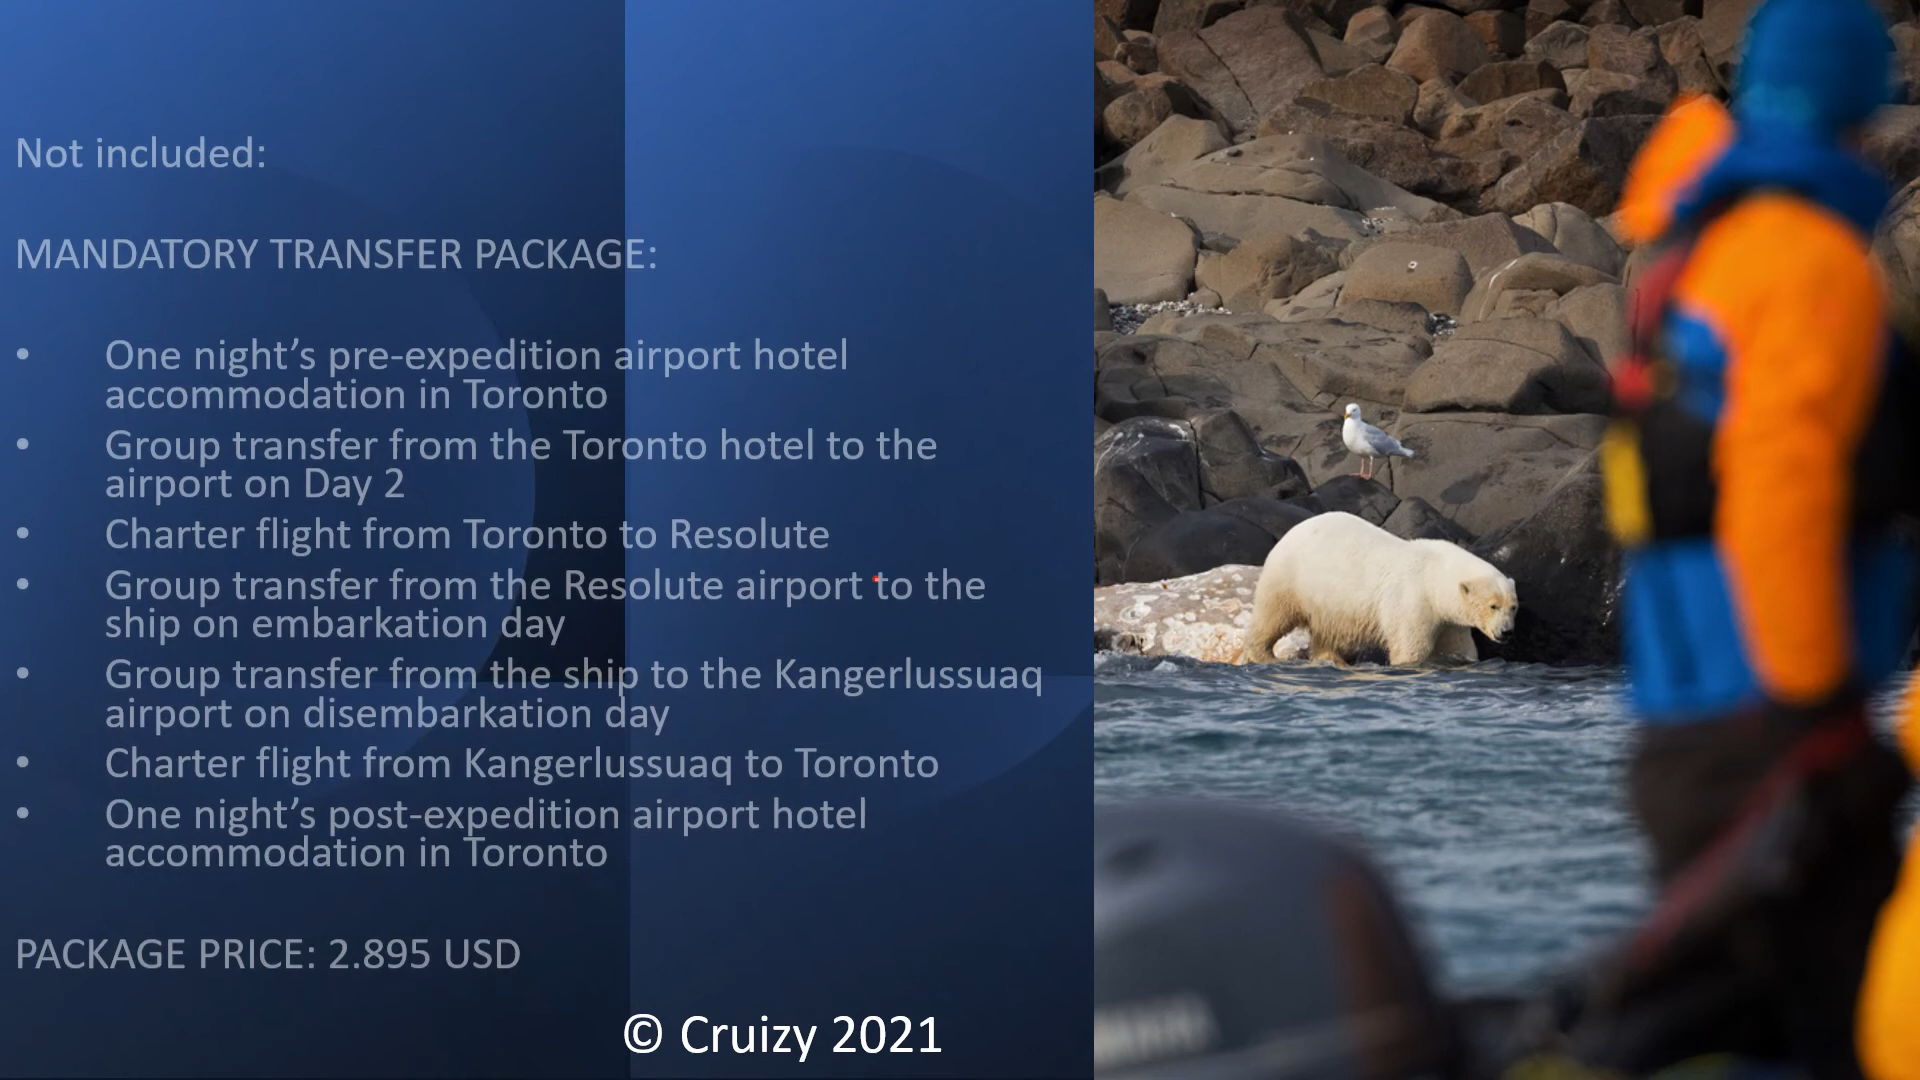 Not included:
MANDATORY TRANSFER PACKAGE:
• One night’s pre-expedition airport hotel
accommodation in Toronto
• Group transfer from the Toronto hotel to the
airport on Day 2
• Charter flight from Toronto to Resolute
• Group transfer from the Resolute airport to the
ship on embarkation day
• Group transfer from the ship to the Kangerlussuaq
airport on disembarkation day
• Charter flight from Kangerlussuaq to Toronto
• One night’s post-expedition airport hotel
accommodation in Toronto
PACKAGE PRICE: 2.895 USD
© Cruizy 2021